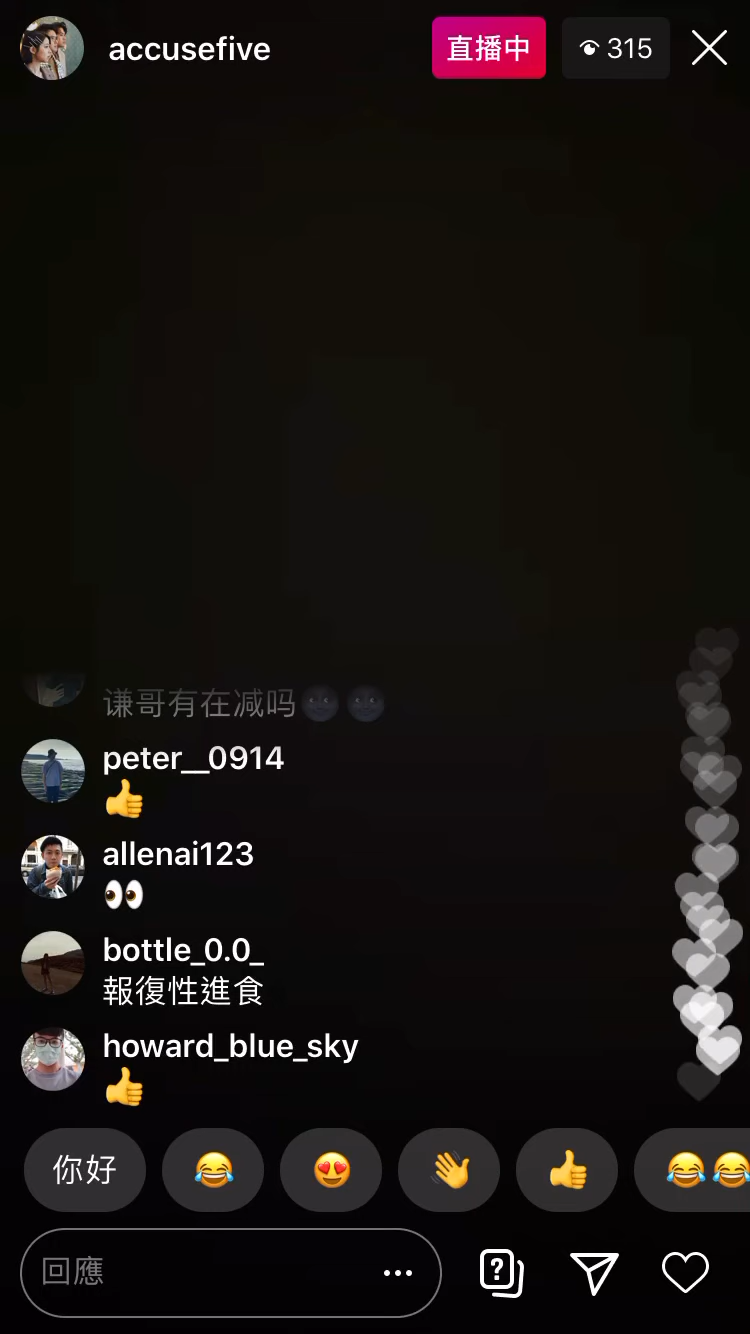 accusefive
直播中
315
谦哥有在减吗🌚🌚
peter__0914
👍
allenai123
👀
bottle_0.0_
報復性進食
howard_blue_sky
👍
你好 😂 😍 👋 👍 😂😂
回應